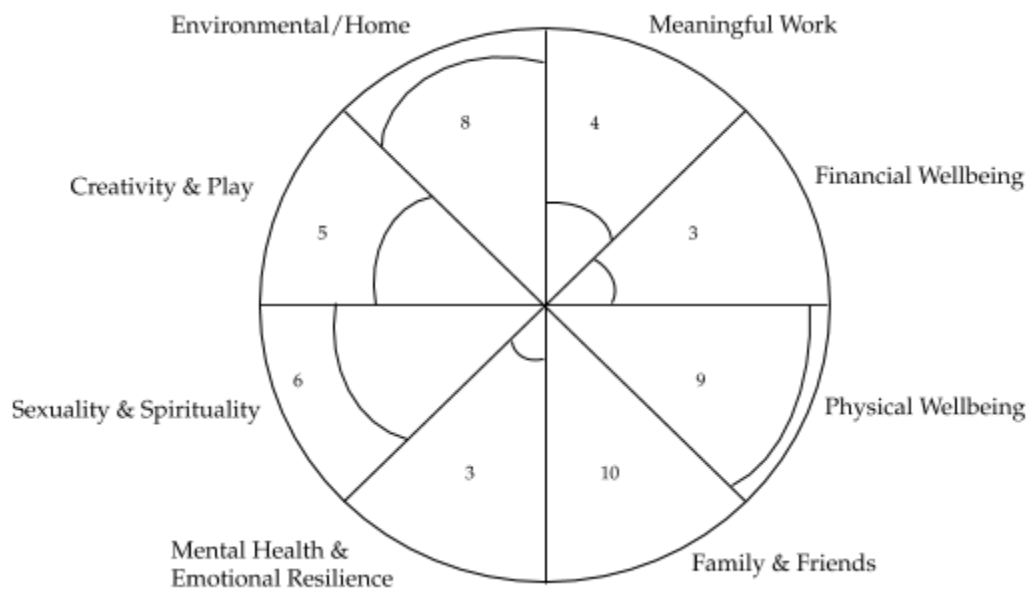 Environmental/Home
Meaningful Work
8
4
Creativity & Play
Financial Wellbeing
5
3
6
9
Sexuality & Spirituality
Physical Wellbeing
3
10
Mental Health &
Emotional Resilience
Family & Friends